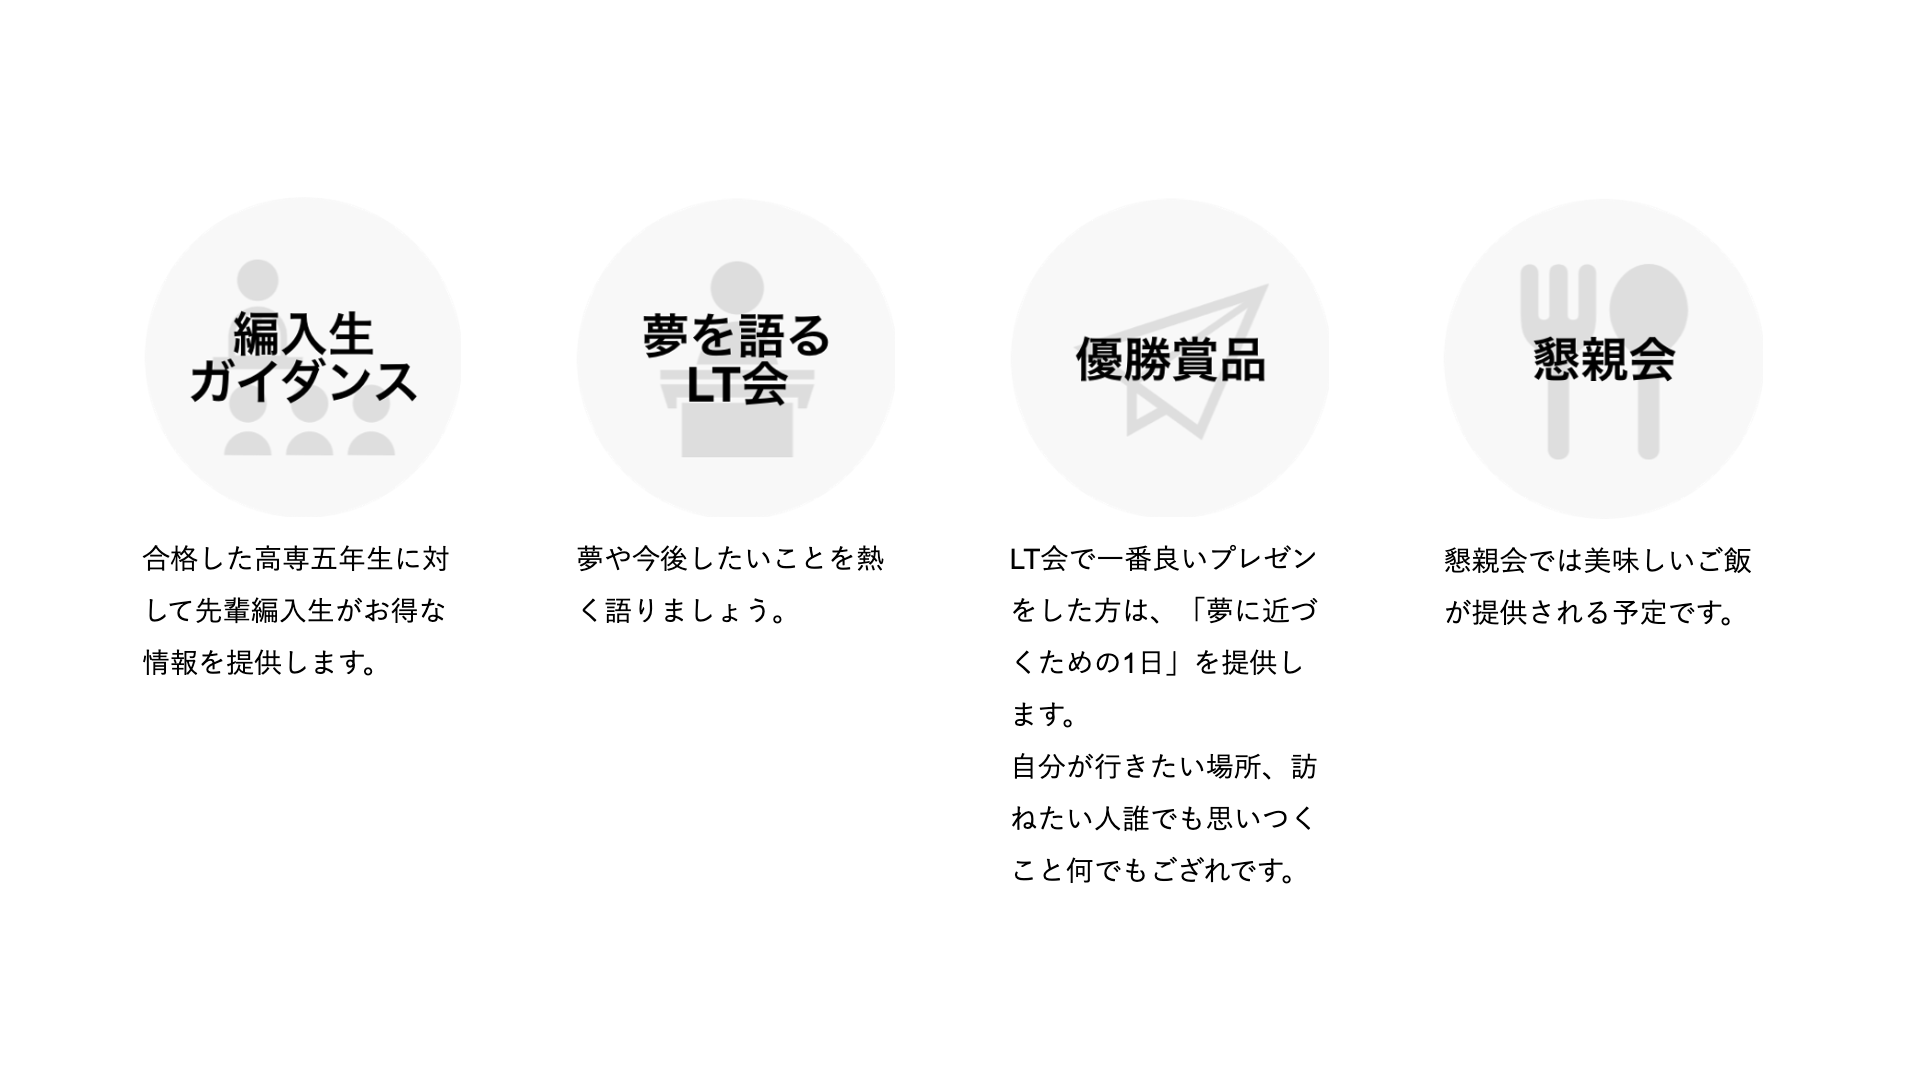 編入生
ガイダンス
合格した高専五年生に対
して先輩編入生がお得な
情報を提供します。
夢を語る
LT会
夢や今後したいことを熱
く語りましょう。
優勝賞品
LT会で一番良いプレゼン
をした方は、「夢に近づ
くための1日」を提供し
ます。
自分が行きたい場所、訪
ねたい人誰でも思いつく
こと何でもござれです。
懇親会
懇親会では美味しいご飯
が提供される予定です。